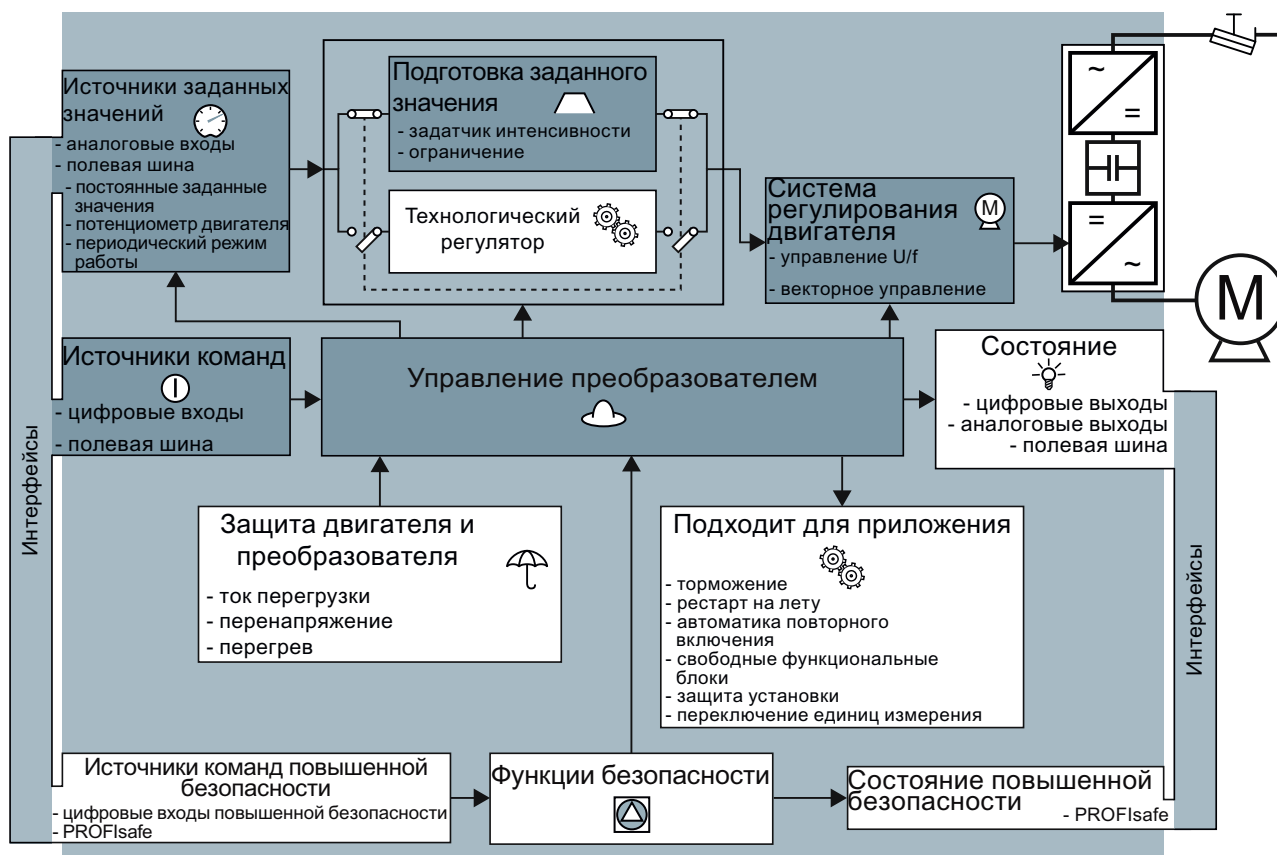 Источники заданных
значений
- аналоговые входы
- полевая шина
- постоянные заданные
значения
- потенциометр двигателя
- периодический режим
работы
Подготовка заданного
значения
- задатчик интенсивности
- ограничение
Технологический
регулятор
Система
регулирования
двигателя
M
- управление U/f
- векторное управление
~
=
=
~
M
Источники команд
- цифровые входы
- полевая шина
Управление преобразователем
Состояние
- цифровые выходы
- аналоговые выходы
- полевая шина
Интерфейсы
Защита двигателя и
преобразователя
- ток перегрузки
- перенапряжение
- перегрев
Подходит для приложения
- торможение
- рестарт на лету
- автоматика повторного
включения
- свободные функциональные
блоки
- защита установки
- переключение единиц измерения
Интерфейсы
Источники команд повышенной
безопасности
- цифровые входы повышенной безопасности
- PROFIsafe
Функции безопасности
Состояние повышенной
безопасности
- PROFIsafe